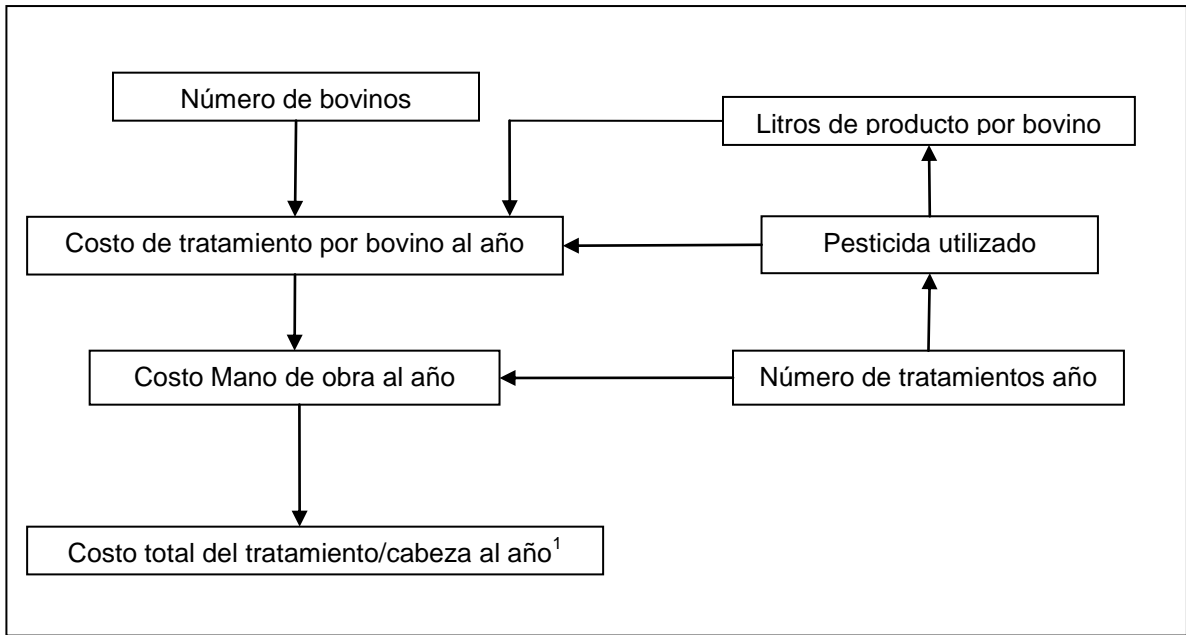 Número de bovinos
Litros de producto por bovino
Costo de tratamiento por bovino al año
Pesticida utilizado
Costo Mano de obra al año
Número de tratamientos año
Costo total del tratamiento/cabeza al año¹